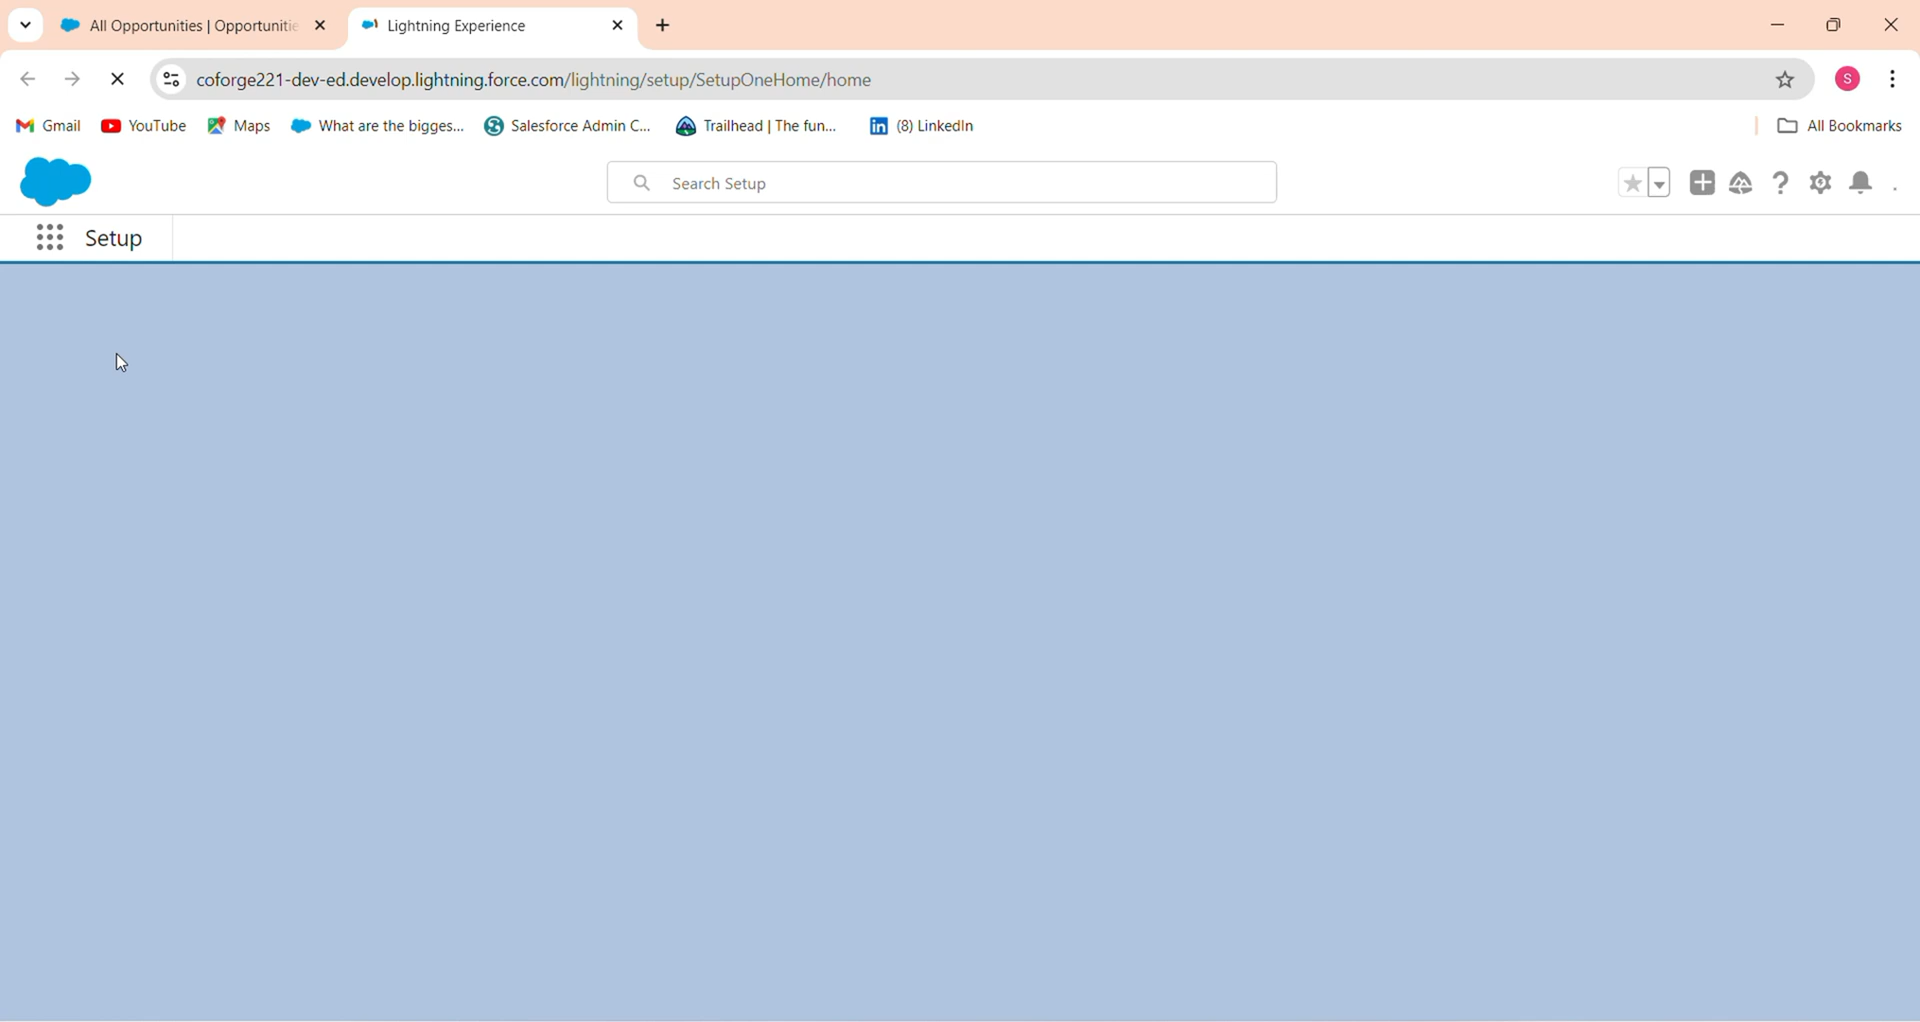 All Opportunities | Opportunitie
Lightning Experience
coforge221-dev-ed.develop.lightning.force.com/lightning/setup/SetupOneHome/home
S
Gmail
YouTube
Maps
What are the bigges...
Salesforce Admin C...
Trailhead | The fun...
(8) LinkedIn
All Bookmarks
Search Setup
Setup